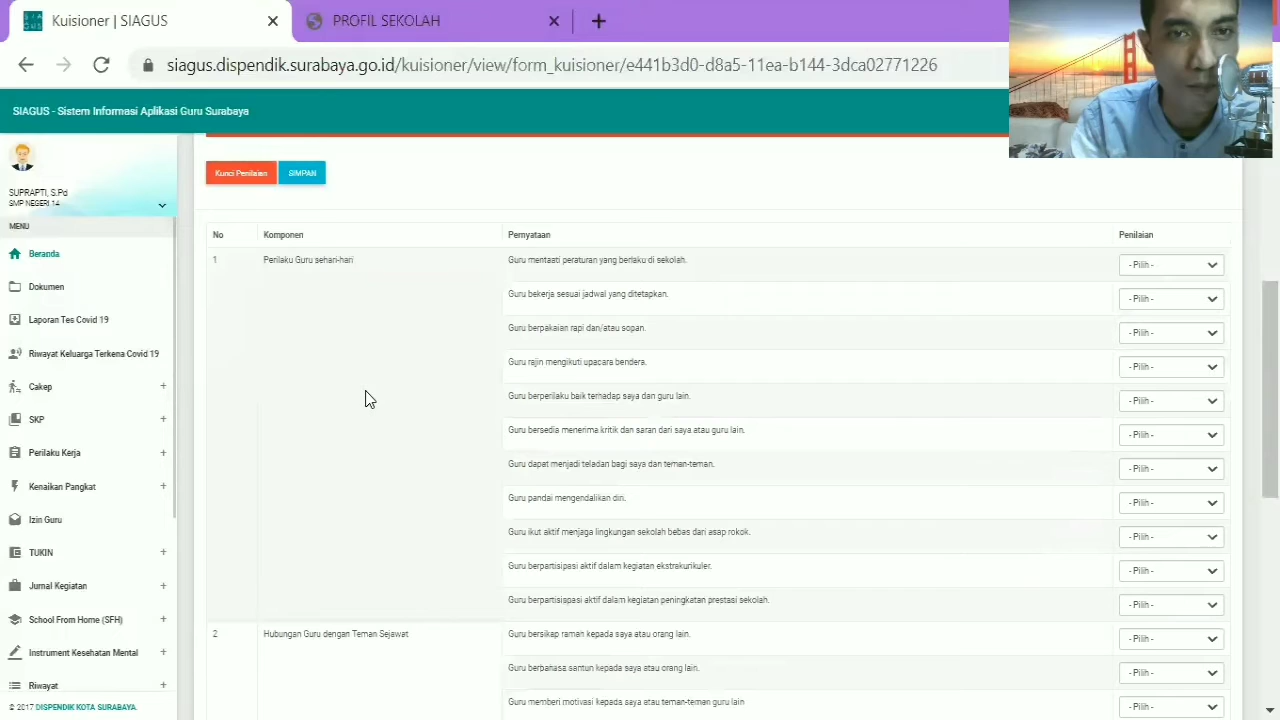 Kuisioner | SIAGUS
PROFIL SEKOLAH
siagus.dispendik.surabaya.go.id/kuisioner/view/form_kuisioner/e441b3d0-d8a5-11ea-b144-3dca02771226
SIAGUS - Sistem Informasi Aplikasi Guru Surabaya
SUPRAPTI, S.Pd
SMP NEGERI 14
MENU
Beranda
Dokumen
Laporan Tes Covid 19
Riwayat Keluarga Terkena Covid 19
Cakep +
SKP +
Perilaku Kerja +
Kenaikan Pangkat +
Izin Guru
TUKIN +
Jurnal Kegiatan +
School From Home (SFH) +
Instrument Kesehatan Mental +
Riwayat +
© 2017 DISPENDIK KOTA SURABAYA.
Kunci Penilaian SIMPAN
No Komponen Pernyataan Penilaian
1 Perilaku Guru sehari-hari Guru mentaati peraturan yang berlaku di sekolah. - Pilih -
Guru bekerja sesuai jadwal yang ditetapkan. - Pilih -
Guru berpakaian rapi dan/atau sopan. - Pilih -
Guru rajin mengikuti upacara bendera. - Pilih -
Guru berperilaku baik terhadap saya dan guru lain. - Pilih -
Guru bersedia menerima kritik dan saran dari saya atau guru lain. - Pilih -
Guru dapat menjadi teladan bagi saya dan teman-teman. - Pilih -
Guru pandai mengendalikan diri. - Pilih -
Guru ikut aktif menjaga lingkungan sekolah bebas dari asap rokok. - Pilih -
Guru berpartisipasi aktif dalam kegiatan ekstrakurikuler. - Pilih -
Guru berpartisispasi aktif dalam kegiatan peningkatan prestasi sekolah. - Pilih -
2 Hubungan Guru dengan Teman Sejawat Guru bersikap ramah kepada saya atau orang lain. - Pilih -
Guru berbahasa santun kepada saya atau orang lain. - Pilih -
Guru memberi motivasi kepada saya atau teman-teman guru lain - Pilih -